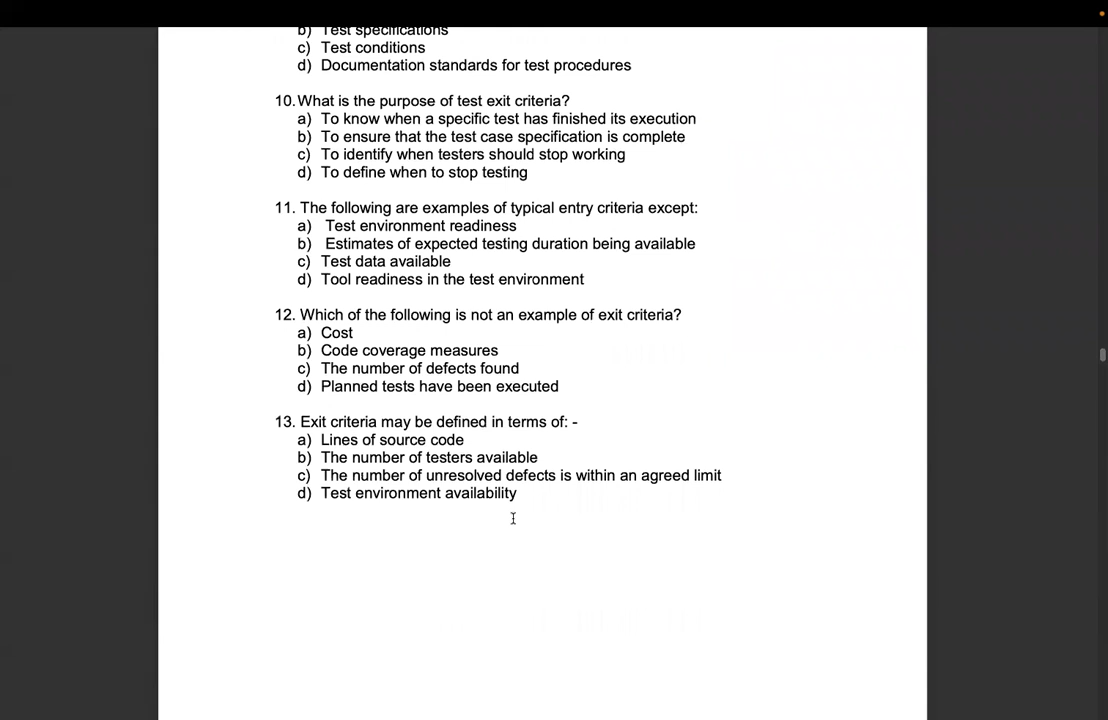 b) Test specifications
c) Test conditions
d) Documentation standards for test procedures
10. What is the purpose of test exit criteria?
a) To know when a specific test has finished its execution
b) To ensure that the test case specification is complete
c) To identify when testers should stop working
d) To define when to stop testing
11. The following are examples of typical entry criteria except:
a) Test environment readiness
b) Estimates of expected testing duration being available
c) Test data available
d) Tool readiness in the test environment
12. Which of the following is not an example of exit criteria?
a) Cost
b) Code coverage measures
c) The number of defects found
d) Planned tests have been executed
13. Exit criteria may be defined in terms of: -
a) Lines of source code
b) The number of testers available
c) The number of unresolved defects is within an agreed limit
d) Test environment availability